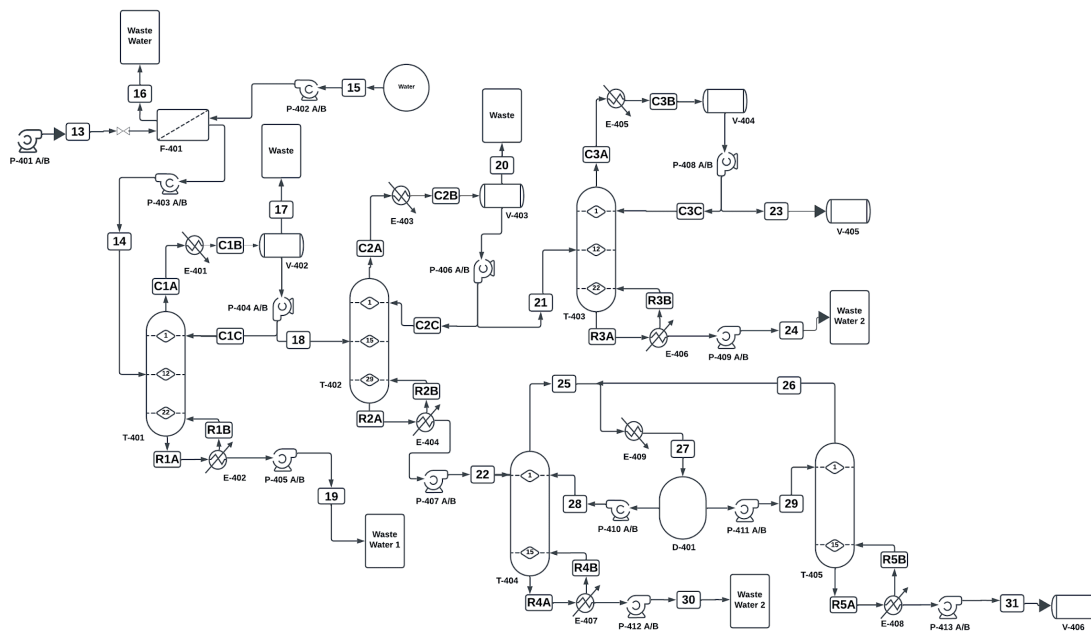 Waste
Water
16
15
Water
P-402 A/B
13
P-401 A/B
F-401
P-403 A/B
Waste
17
14
C1A
E-401
C1B
V-402
P-404 A/B
C1C
18
1
12
22
T-401
R1A
R1B
E-402
P-405 A/B
19
Waste
Water 1
Waste
20
C2A
E-403
C2B
V-403
P-406 A/B
C2C
21
1
15
29
T-402
R2A
R2B
E-404
P-407 A/B
22
E-405
C3B
V-404
C3A
P-408 A/B
C3C
23
V-405
1
12
22
T-403
R3A
R3B
E-406
P-409 A/B
24
Waste
Water 2
25
26
E-409
27
28
P-410 A/B
D-401
P-411 A/B
29
1
15
T-404
R4A
R4B
E-407
P-412 A/B
30
Waste
Water 2
1
15
T-405
R5A
R5B
E-408
P-413 A/B
31
V-406